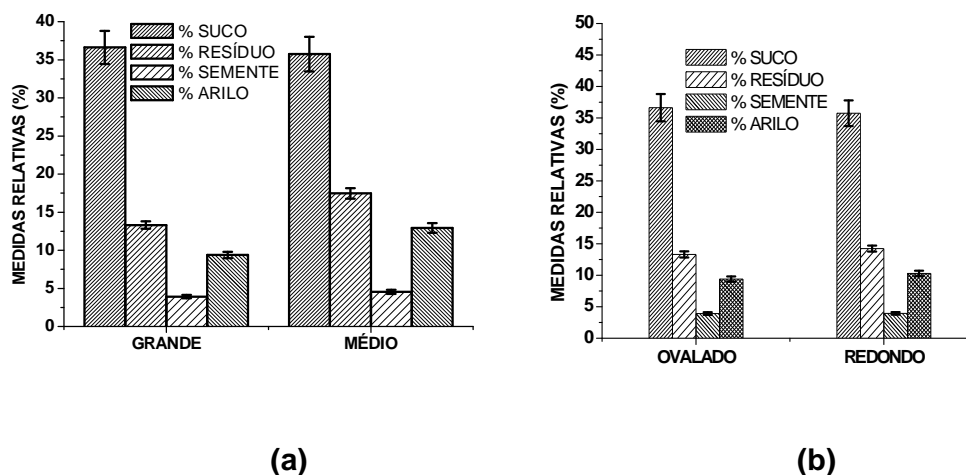 40
35
30
25
20
15
10
5
0
MEDIDAS RELATIVAS (%)
% SUCO
% RESÍDUO
% SEMENTE
% ARILO
GRANDE
MÉDIO
(a)
50
45
40
35
30
25
20
15
10
5
0
MEDIDAS RELATIVAS (%)
% SUCO
% RESÍDUO
% SEMENTE
% ARILO
OVALADO
REDONDO
(b)